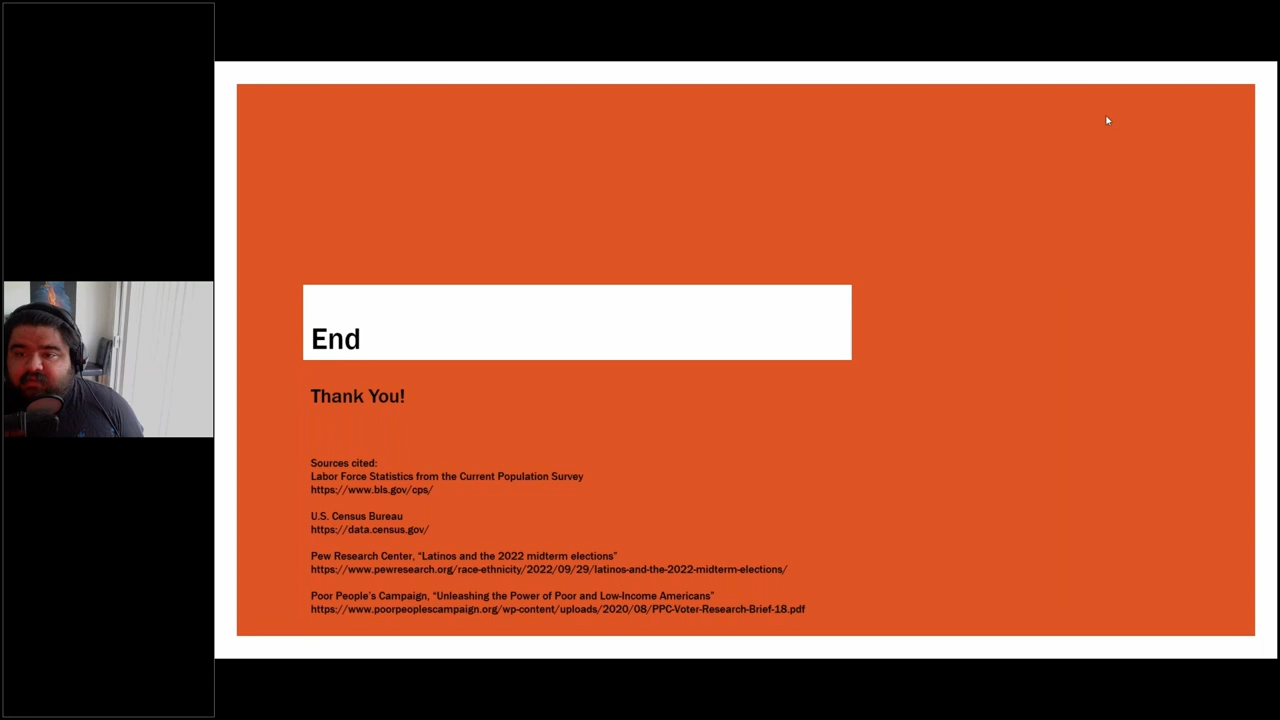 End
Thank You!
Sources cited:
Labor Force Statistics from the Current Population Survey
https://www.bls.gov/cps/
U.S. Census Bureau
https://data.census.gov/
Pew Research Center, “Latinos and the 2022 midterm elections”
https://www.pewresearch.org/race-ethnicity/2022/09/29/latinos-and-the-2022-midterm-elections/
Poor People’s Campaign, “Unleashing the Power of Poor and Low-Income Americans”
https://www.poorpeoplescampaign.org/wp-content/uploads/2020/08/PPC-Voter-Research-Brief-18.pdf